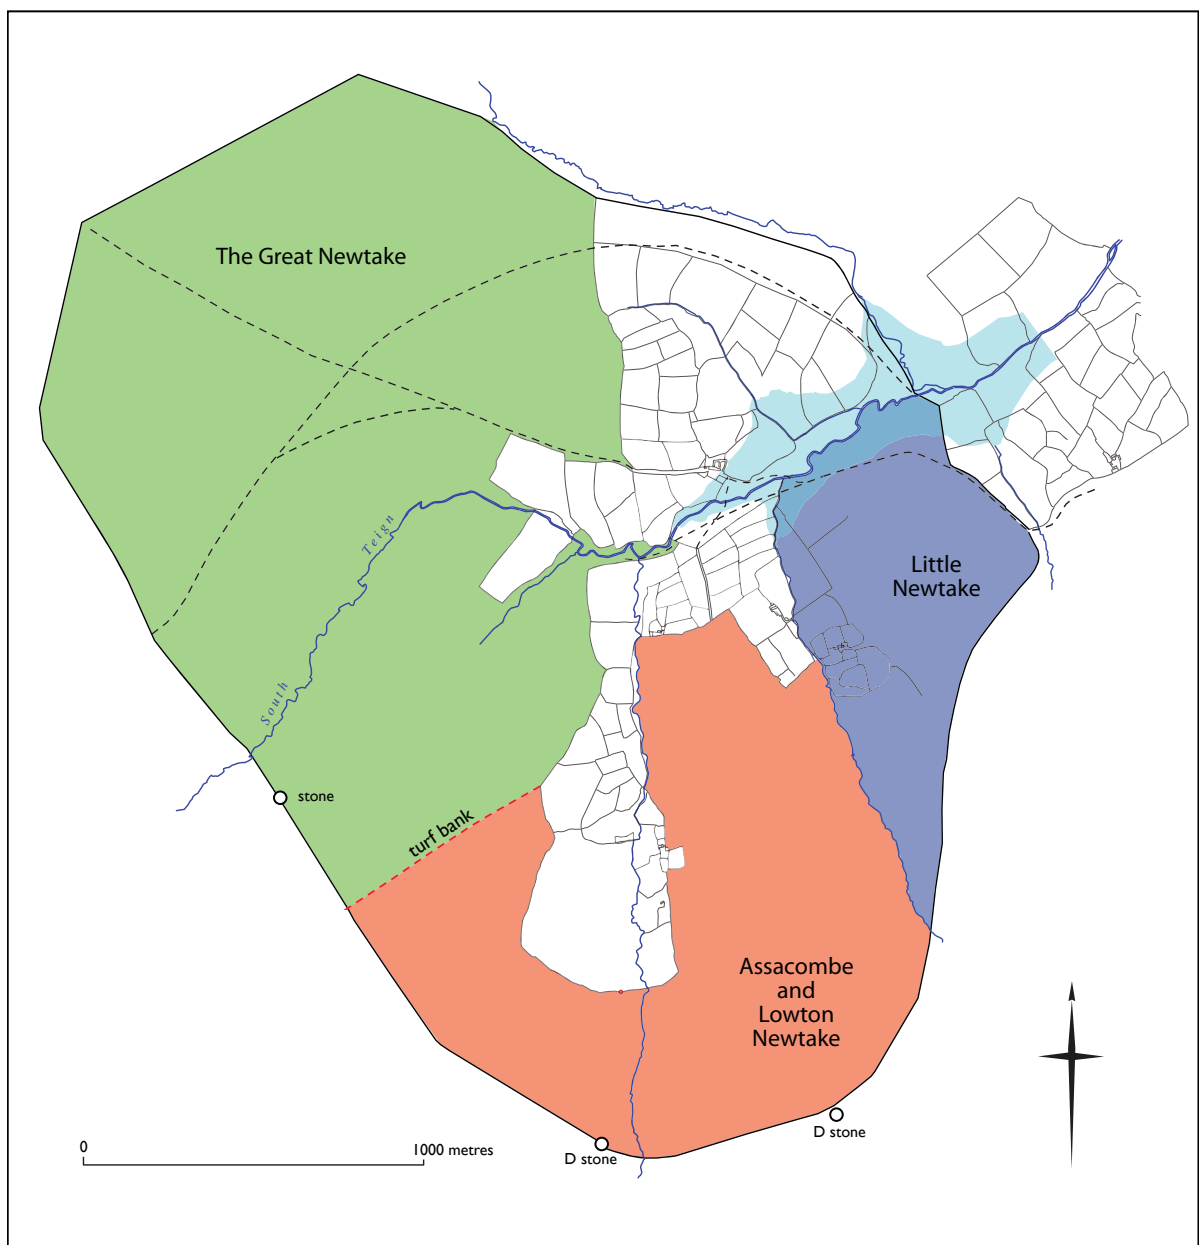 The Great Newtake
Teign
South
Little
Newtake
stone
turf bank
Assacombe
and
Lowton
Newtake
D stone
D stone
0
1000 metres